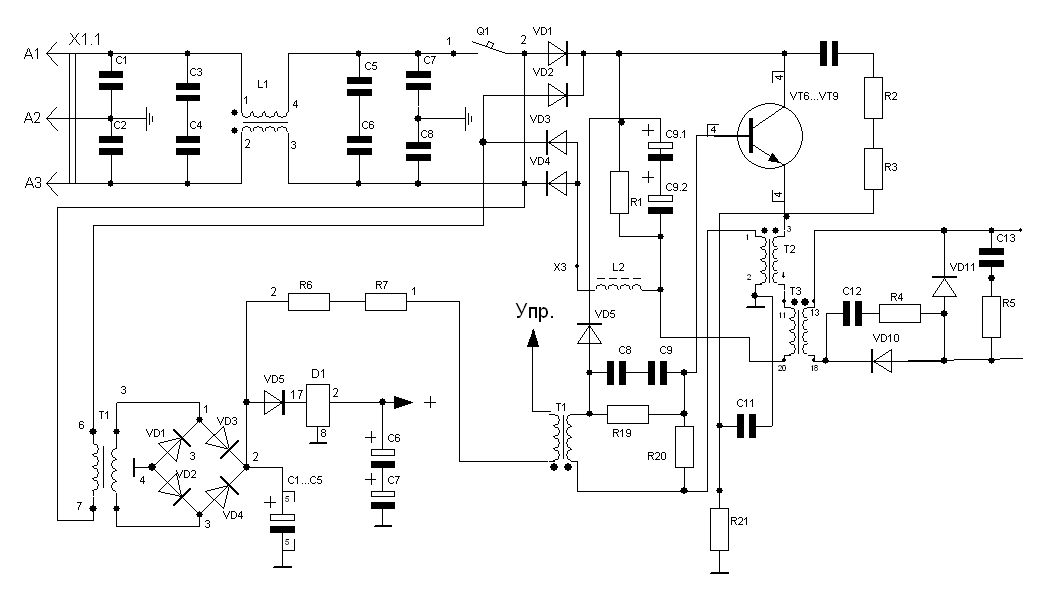 X1.1
A1
A2
A3
C1
C2
C3
C4
L1
1
4
2
3
C5
C6
C7
C8
1
Q1
2
VD1
VD2
VD3
VD4
R1
+
C9.1
+
C9.2
4
4
VT6...VT9
4
R2
R3
X3
L2
1
3
T2
2
4
T3
11
13
20
18
C12
R4
VD10
VD11
C13
R5
2
R6
R7
1
Упр.
VD5
C8
C9
T1
R19
R20
C11
R21
VD5
17
D1
2
8
+
3
6
T1
7
1
VD1
VD3
3
VD2
4
2
VD4
3
C1...C5
+
5
5
+
C6
+
C7